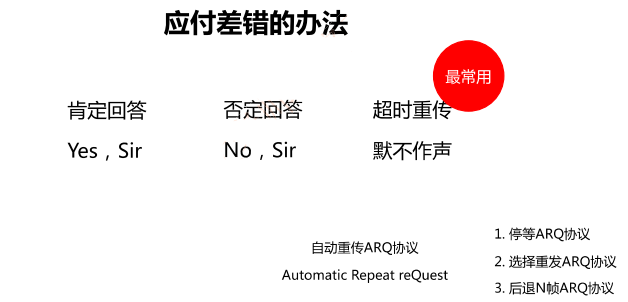 应付差错的办法
最常用
肯定回答
否定回答
超时重传
Yes，Sir
No，Sir
默不作声
自动重传ARQ协议
Automatic Repeat reQuest
1. 停等ARQ协议
2. 选择重发ARQ协议
3. 后退N帧ARQ协议